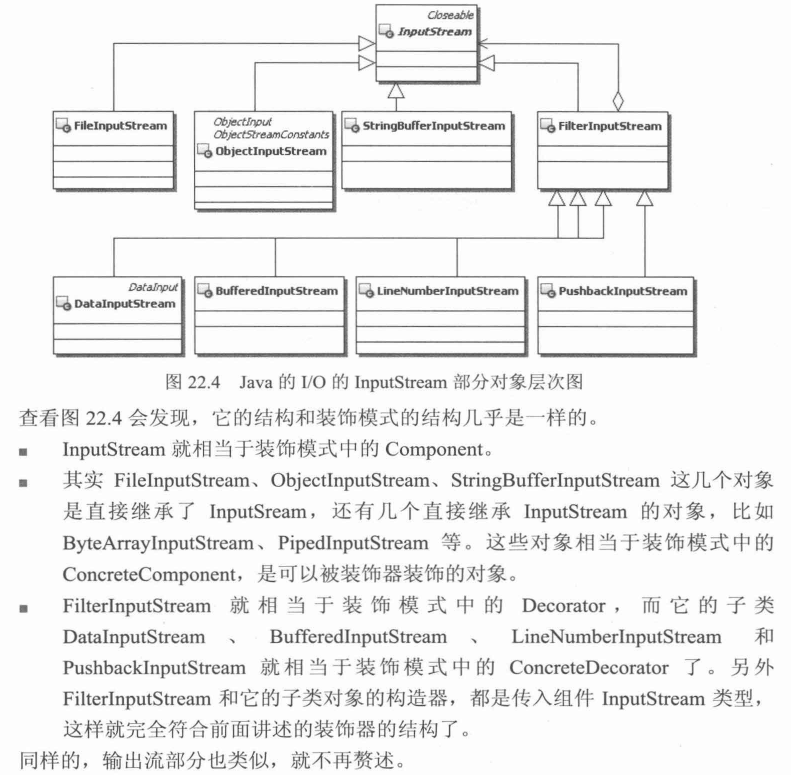 Closeable
InputStream
FileInputStream
ObjectInput
ObjectStreamConstants
ObjectInputStream
StringBufferInputStream
FilterInputStream
DataInput
DataInputStream
BufferedInputStream
LineNumberInputStream
PushbackInputStream
图 22.4 Java 的 I/O 的 InputStream 部分对象层次图
查看图 22.4 会发现，它的结构和装饰模式的结构几乎是一样的。
■ InputStream 就相当于装饰模式中的 Component。
■ 其实 FileInputStream、ObjectInputStream、StringBufferInputStream 这几个对象
是直接继承了 InputSream，还有几个直接继承 InputStream 的对象，比如
ByteArrayInputStream、PipedInputStream 等。这些对象相当于装饰模式中的
ConcreteComponent，是可以被装饰器装饰的对象。
■ FilterInputStream 就相当于装饰模式中的 Decorator，而它的子类
DataInputStream 、 BufferedInputStream 、 LineNumberInputStream 和
PushbackInputStream 就相当于装饰模式中的 ConcreteDecorator 了。另外
FilterInputStream 和它的子类对象的构造器，都是传入组件 InputStream 类型，
这样就完全符合前面讲述的装饰器的结构了。
同样的，输出流部分也类似，就不再赘述。